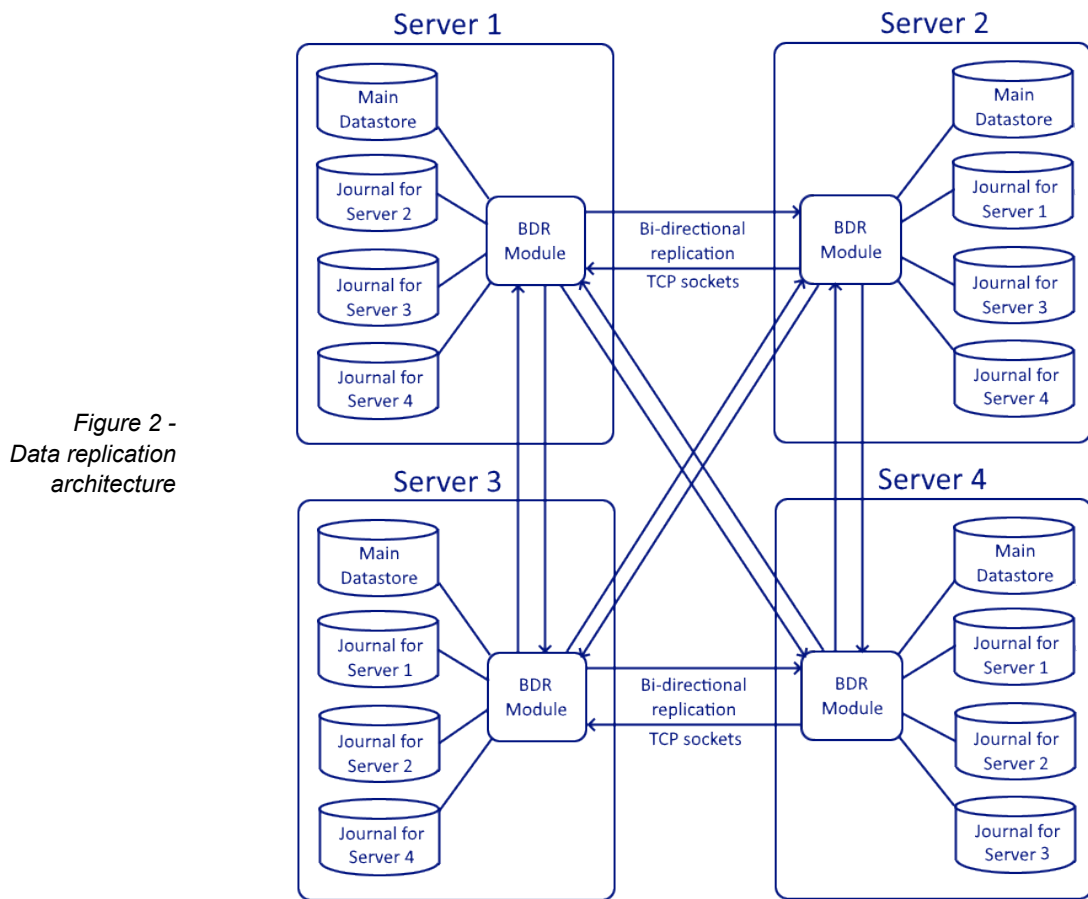 Server 1
Main
Datastore
Journal for
Server 2
Journal for
Server 3
Journal for
Server 4
BDR
Module
Bi-directional
replication
TCP sockets
Server 2
Main
Datastore
Journal for
Server 1
Journal for
Server 3
Journal for
Server 4
BDR
Module
Figure 2 -
Data replication
architecture
Server 3
Main
Datastore
Journal for
Server 1
Journal for
Server 2
Journal for
Server 4
BDR
Module
Bi-directional
replication
TCP sockets
Server 4
Main
Datastore
Journal for
Server 1
Journal for
Server 2
Journal for
Server 3
BDR
Module